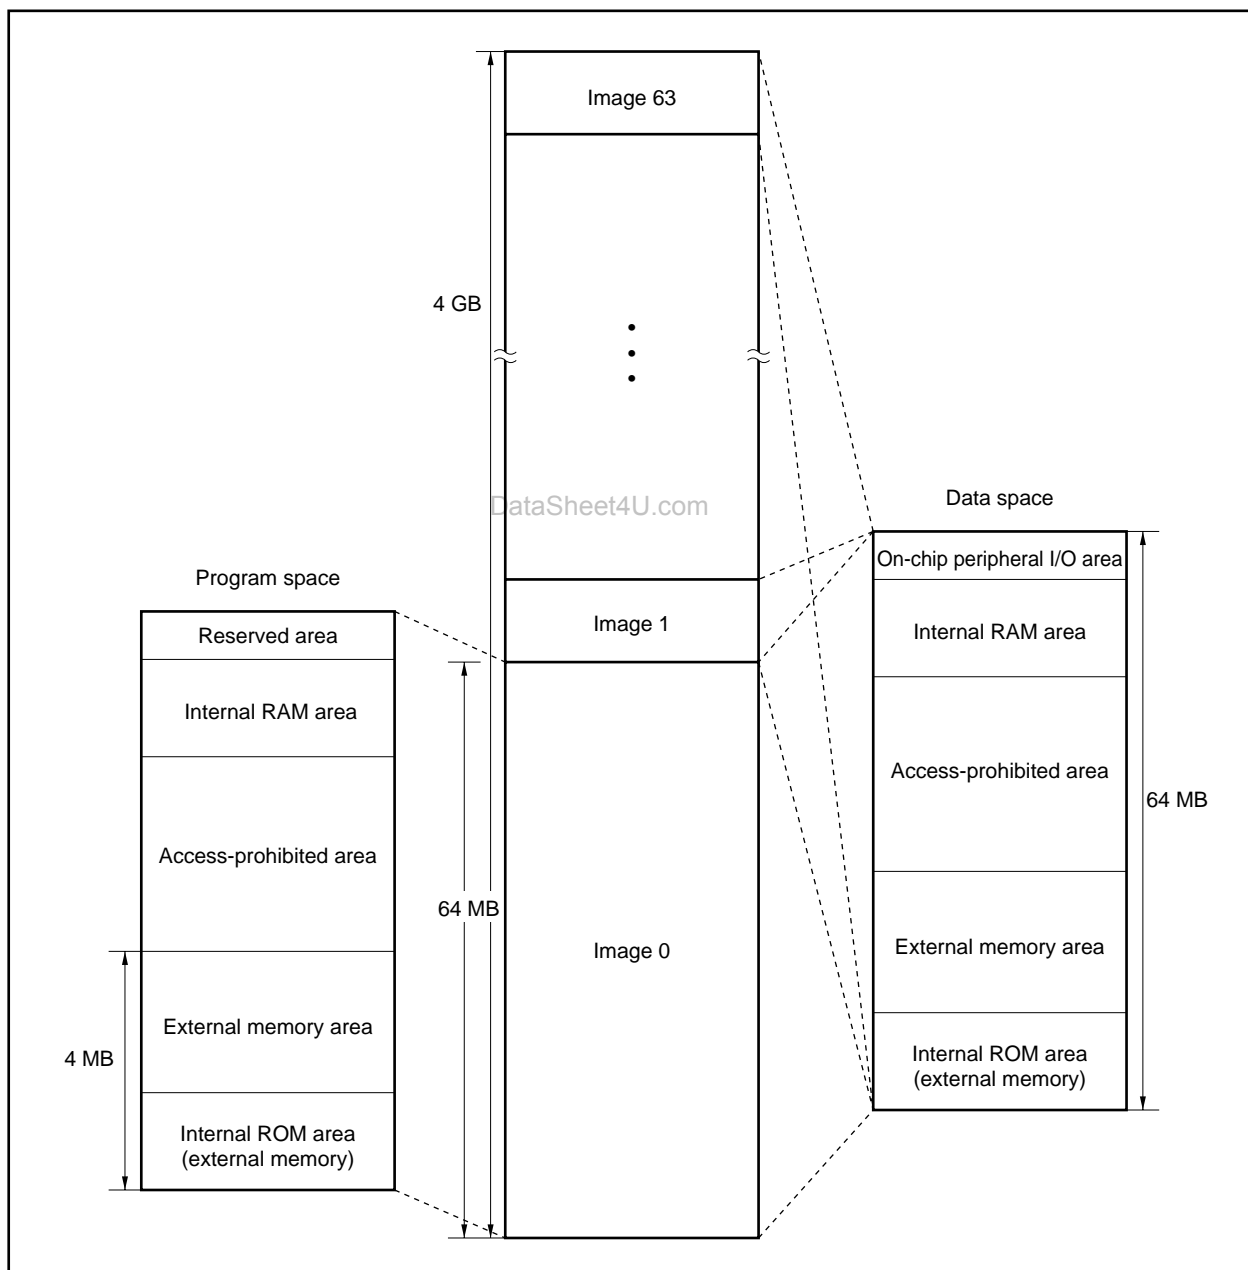 Image 63
4 GB
DataSheet4U.com
Data space
On-chip peripheral I/O area
Program space
Reserved area
Image 1
Internal RAM area
Internal RAM area
Access-prohibited area
64 MB
Access-prohibited area
64 MB
Image 0
External memory area
External memory area
4 MB
Internal ROM area
(external memory)
Internal ROM area
(external memory)